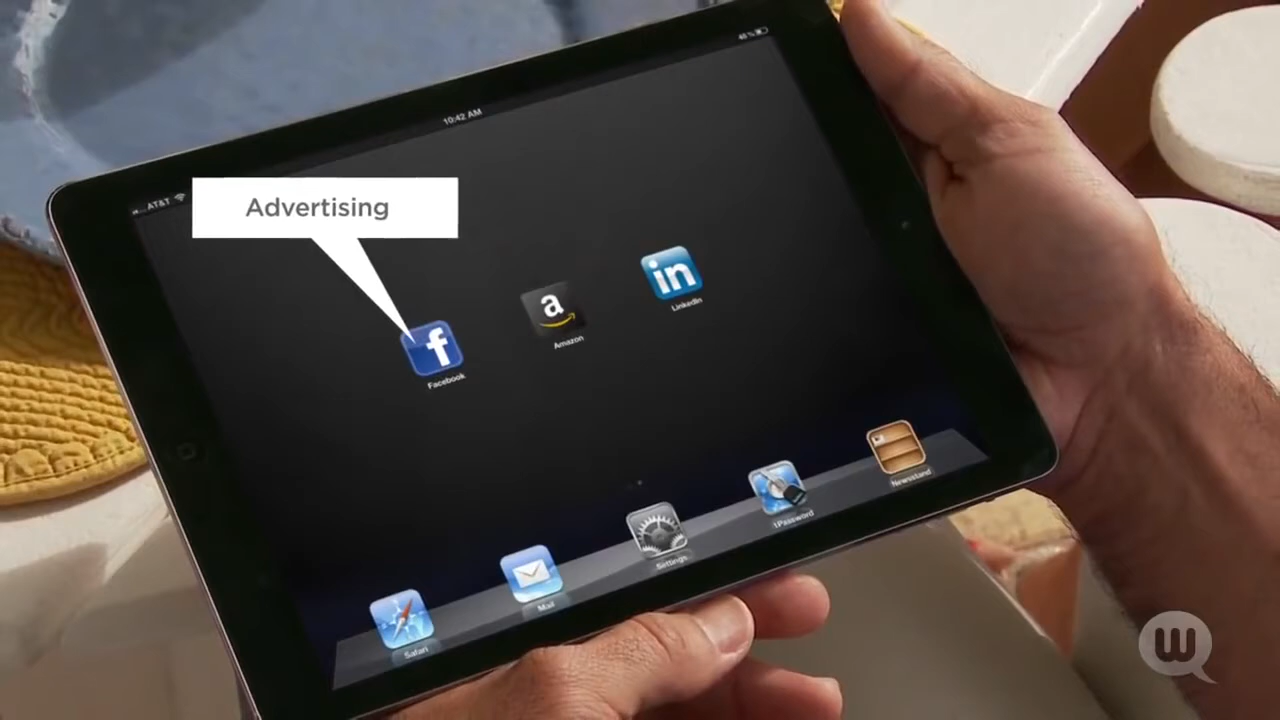 10:42 AM
AT&T
Advertising
Facebook
Amazon
LinkedIn
Safari
Mail
Settings
1Password
Newsstand